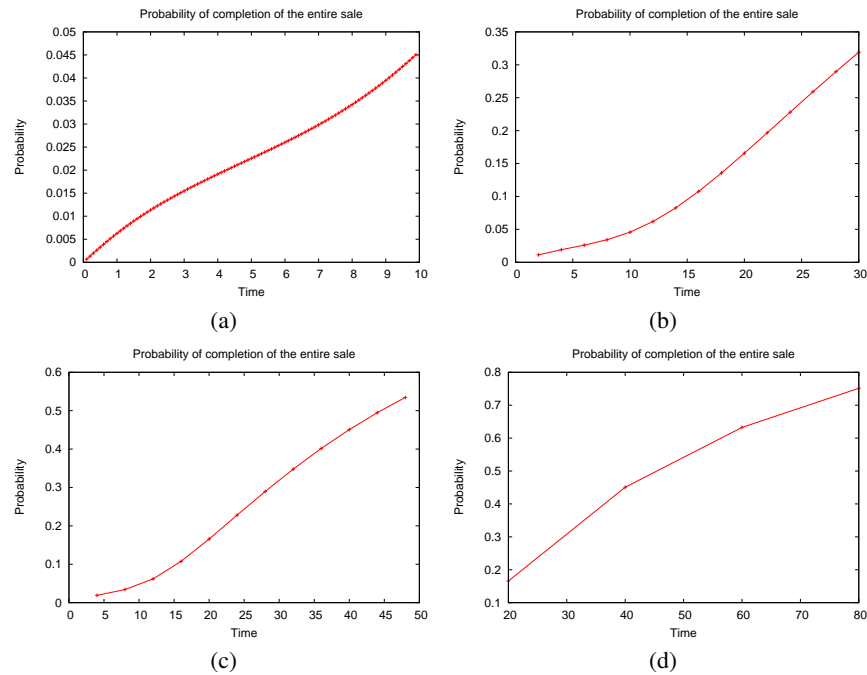 Probability of completion of the entire sale
0.05
0.045
0.04
0.035
0.03
0.025
0.02
0.015
0.01
0.005
0
Probability
0 1 2 3 4 5 6 7 8 9 10
Time
(a)
Probability of completion of the entire sale
0.35
0.3
0.25
0.2
0.15
0.1
0.05
0
Probability
0 5 10 15 20 25 30
Time
(b)
Probability of completion of the entire sale
0.6
0.5
0.4
0.3
0.2
0.1
0
Probability
0 5 10 15 20 25 30 35 40 45 50
Time
(c)
Probability of completion of the entire sale
0.8
0.7
0.6
0.5
0.4
0.3
0.2
0.1
Probability
20 30 40 50 60 70 80
Time
(d)